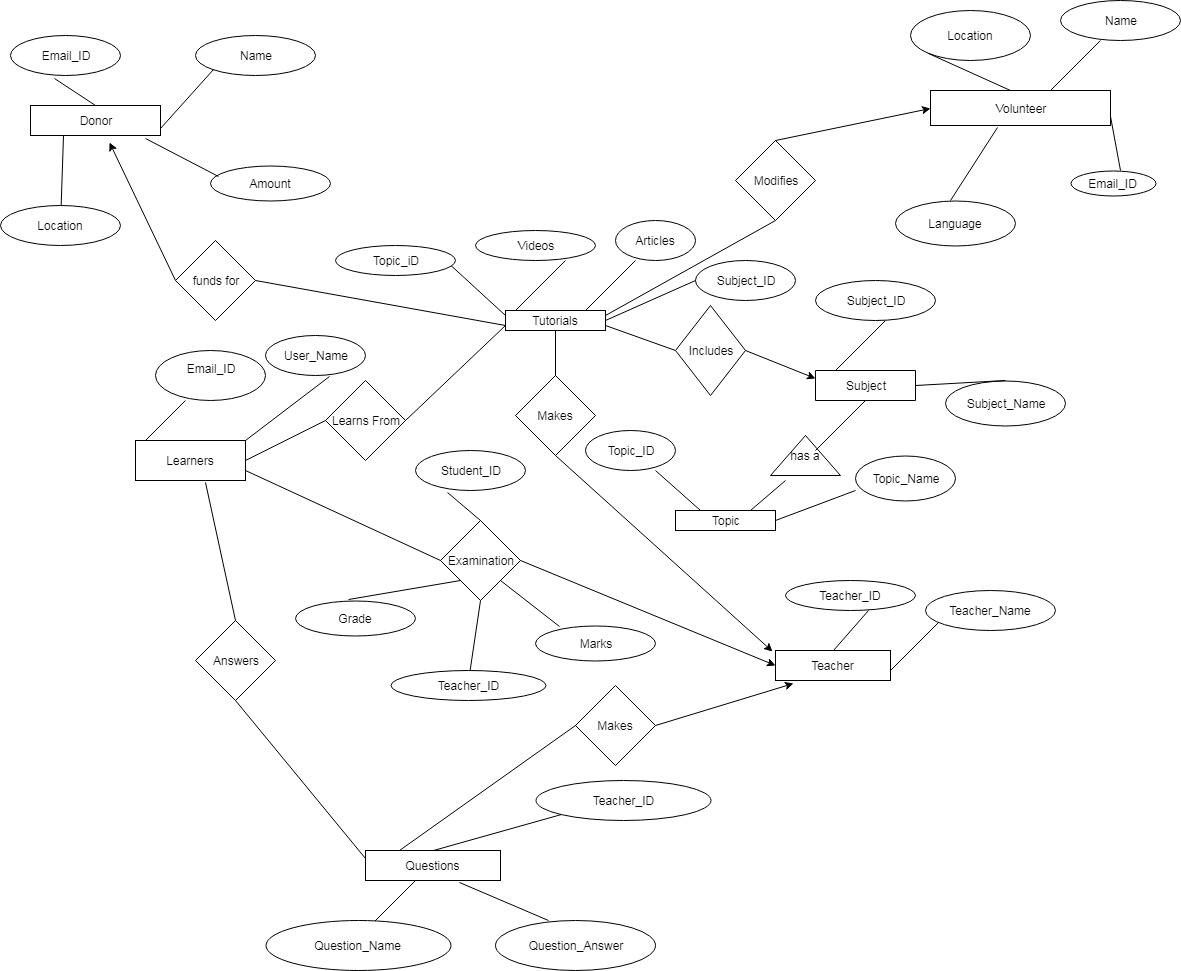 Location
Name
Email_ID
Name
Donor
Volunteer
Modifies
Amount
Email_ID
Location
Language
Videos
Articles
Topic_iD
funds for
Subject_ID
Subject_ID
Tutorials
Includes
User_Name
Email_ID
Subject
Subject_Name
Makes
Learns From
Topic_ID
has a
Learners
Student_ID
Topic_Name
Topic
Examination
Teacher_ID
Teacher_Name
Grade
Marks
Answers
Teacher
Teacher_ID
Makes
Teacher_ID
Questions
Question_Name
Question_Answer